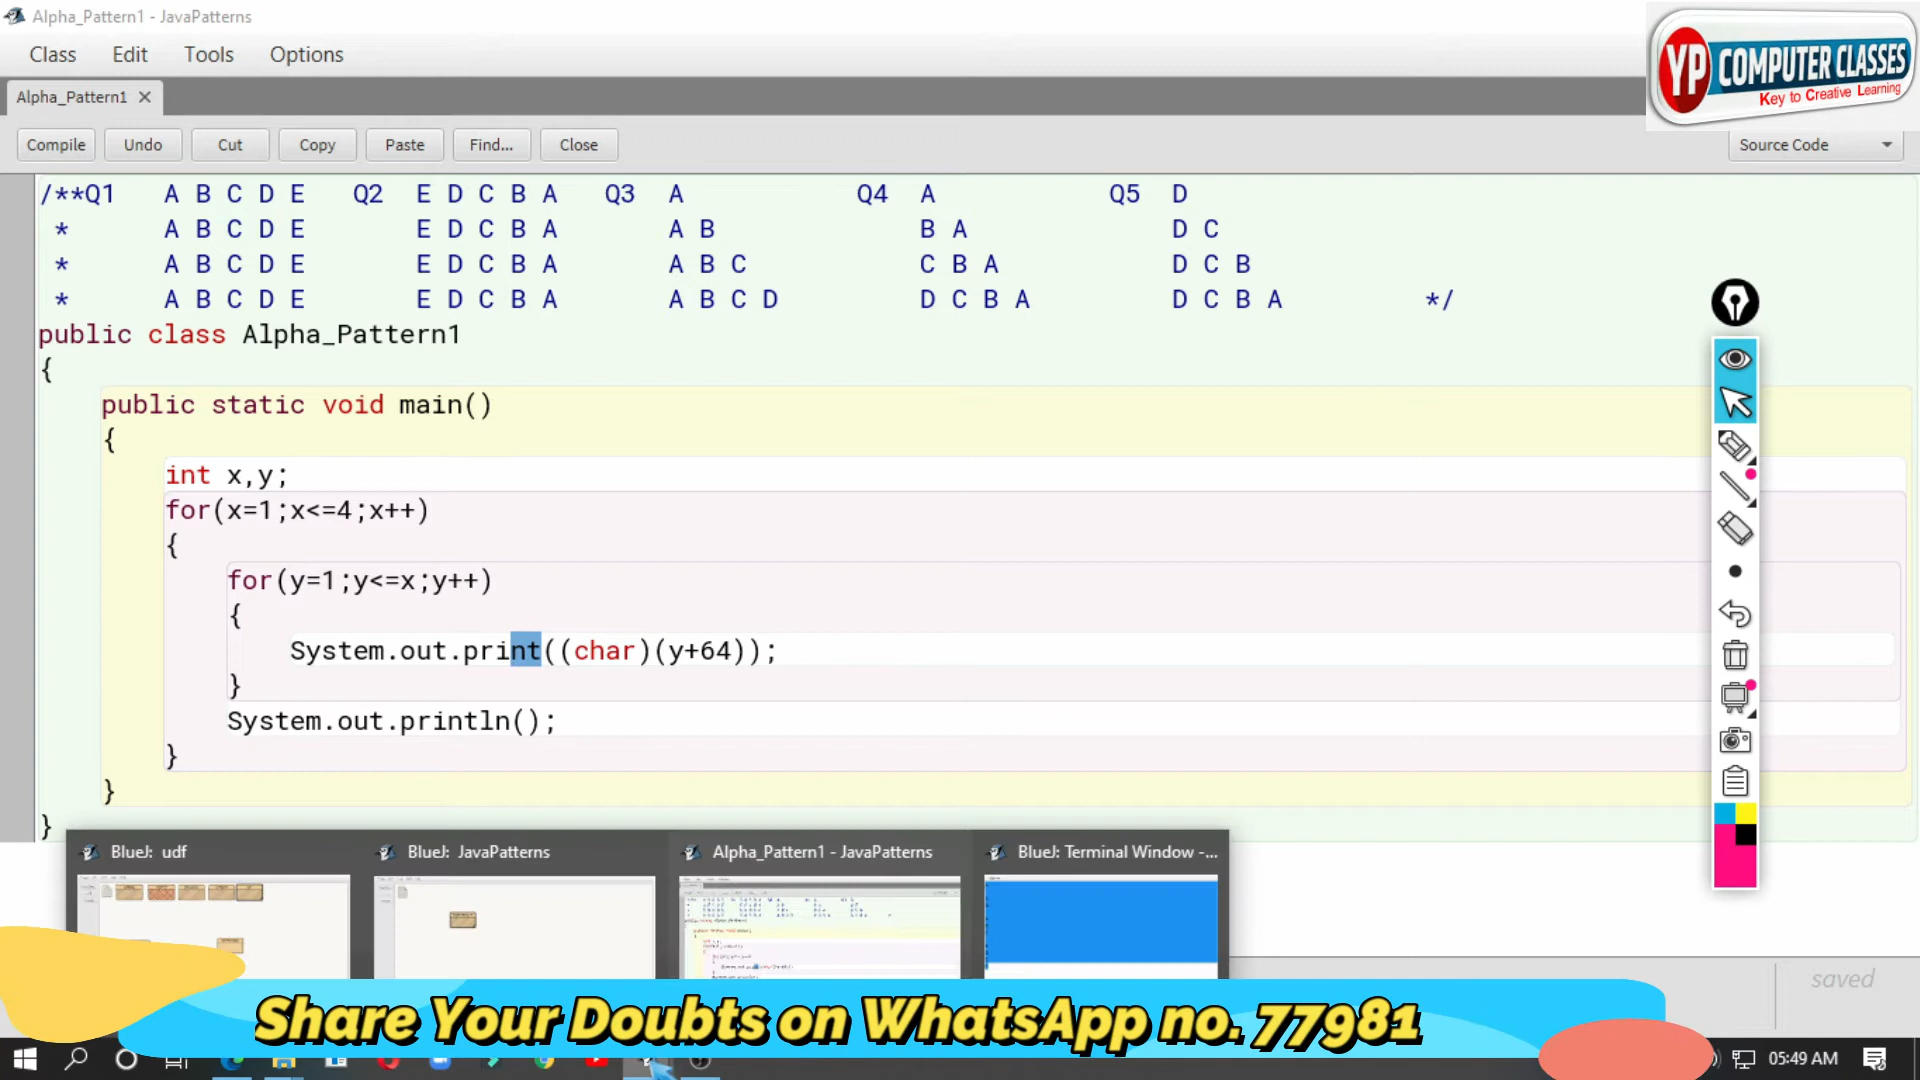 Alpha_Pattern1 - JavaPatterns
Class Edit Tools Options
YP COMPUTER CLASSES
Key to Creative Learning
Alpha_Pattern1
Compile Undo Cut Copy Paste Find... Close Source Code
/**Q1 A B C D E Q2 E D C B A Q3 A Q4 A Q5 D
* A B C D E E D C B A A B B A D C
* A B C D E E D C B A A B C C B A D C B
* A B C D E E D C B A A B C D D C B A D C B A */
public class Alpha_Pattern1
{
public static void main()
{
int x,y;
for(x=1;x<=4;x++)
{
for(y=1;y<=x;y++)
{
System.out.print((char)(y+64));
}
System.out.println();
}
}
}
BlueJ: udf BlueJ: JavaPatterns Alpha_Pattern1 - JavaPatterns BlueJ: Terminal Window -...
saved
Share Your Doubts on WhatsApp no. 77981
05:49 AM